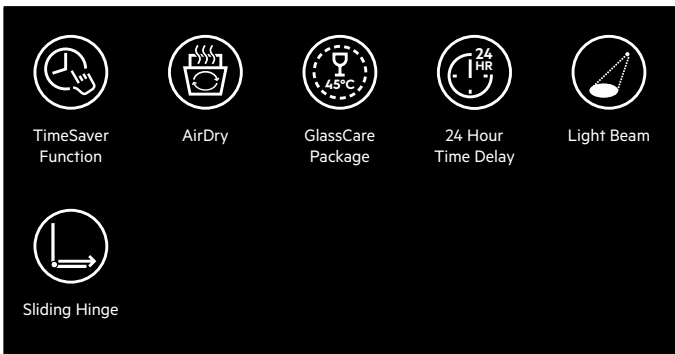 45°C
24
HR
TimeSaver
Function
AirDry
GlassCare
Package
24 Hour
Time Delay
Light Beam
Sliding Hinge